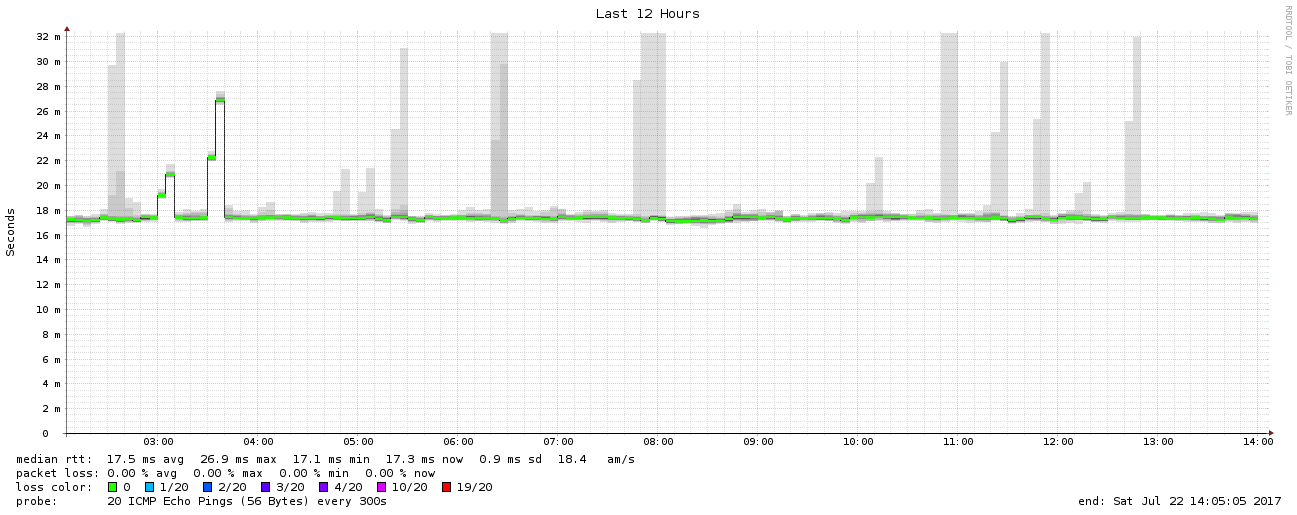 Last 12 Hours
RRDTOOL / TOBI OETIKER
Seconds
32 m
30 m
28 m
26 m
24 m
22 m
20 m
18 m
16 m
14 m
12 m
10 m
8 m
6 m
4 m
2 m
0
03:00 04:00 05:00 06:00 07:00 08:00 09:00 10:00 11:00 12:00 13:00 14:00
median rtt: 17.5 ms avg 26.9 ms max 17.1 ms min 17.3 ms now 0.9 ms sd 18.4 am/s
packet loss: 0.00 % avg 0.00 % max 0.00 % min 0.00 % now
loss color: 0 1/20 2/20 3/20 4/20 10/20 19/20
probe: 20 ICMP Echo Pings (56 Bytes) every 300s end: Sat Jul 22 14:05:05 2017